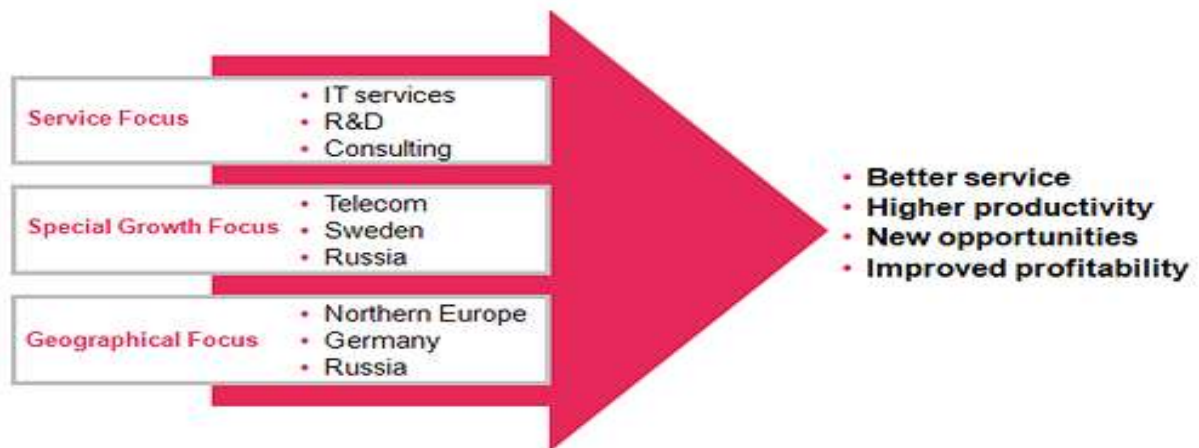 Service Focus
• IT services
• R&D
• Consulting
Special Growth Focus
• Telecom
• Sweden
• Russia
Geographical Focus
• Northern Europe
• Germany
• Russia
• Better service
• Higher productivity
• New opportunities
• Improved profitability